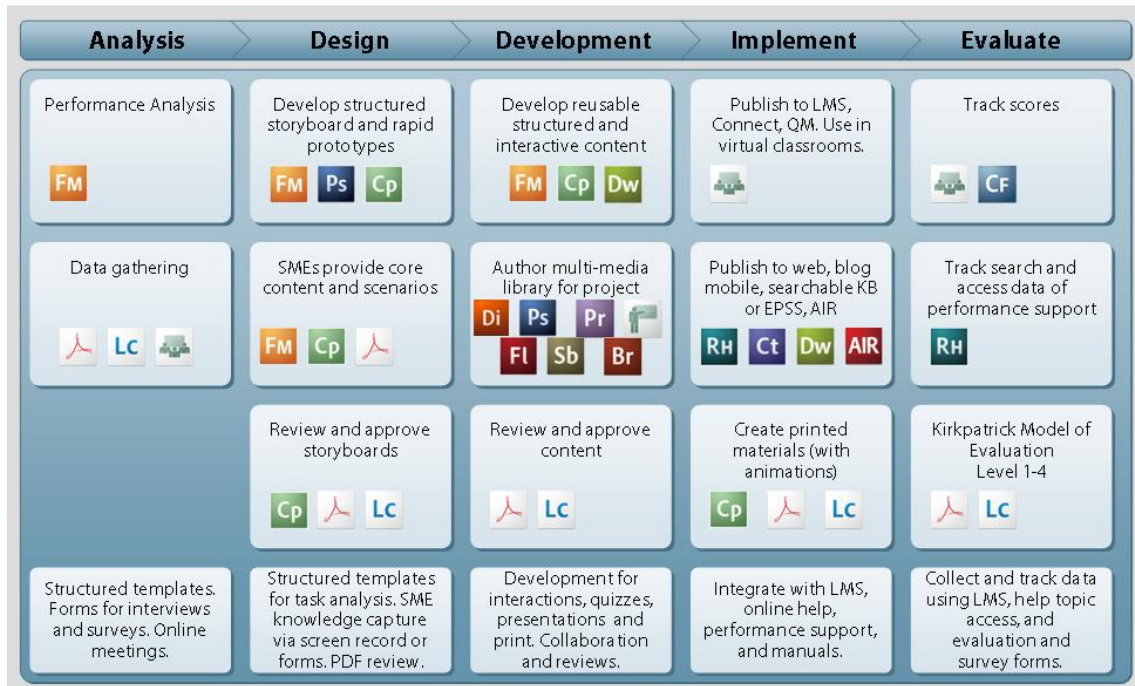 Analysis
Design
Development
Implement
Evaluate
Performance Analysis
FM
Develop structured
storyboard and rapid
prototypes
FM Ps Cp
Develop reusable
structured and
interactive content
FM Cp Dw
Publish to LMS,
Connect, QM. Use in
virtual classrooms.
Track scores
CF
Data gathering
Lc
SMEs provide core
content and scenarios
FM Cp
Author multi-media
library for project
Di Ps Pr
Fl Sb Br
Publish to web, blog
mobile, searchable KB
or EPSS, AIR
RH Ct Dw AIR
Track search and
access data of
performance support
RH
Review and approve
storyboards
Cp Lc
Review and approve
content
Lc
Create printed
materials (with
animations)
Cp Lc
Kirkpatrick Model of
Evaluation
Level 1-4
Lc
Structured templates.
Forms for interviews
and surveys. Online
meetings.
Structured templates
for task analysis. SME
knowledge capture
via screen record or
forms. PDF review.
Development for
interactions, quizzes,
presentations and
print. Collaboration
and reviews.
Integrate with LMS,
online help,
performance support,
and manuals.
Collect and track data
using LMS, help topic
access, and
evaluation and
survey forms.